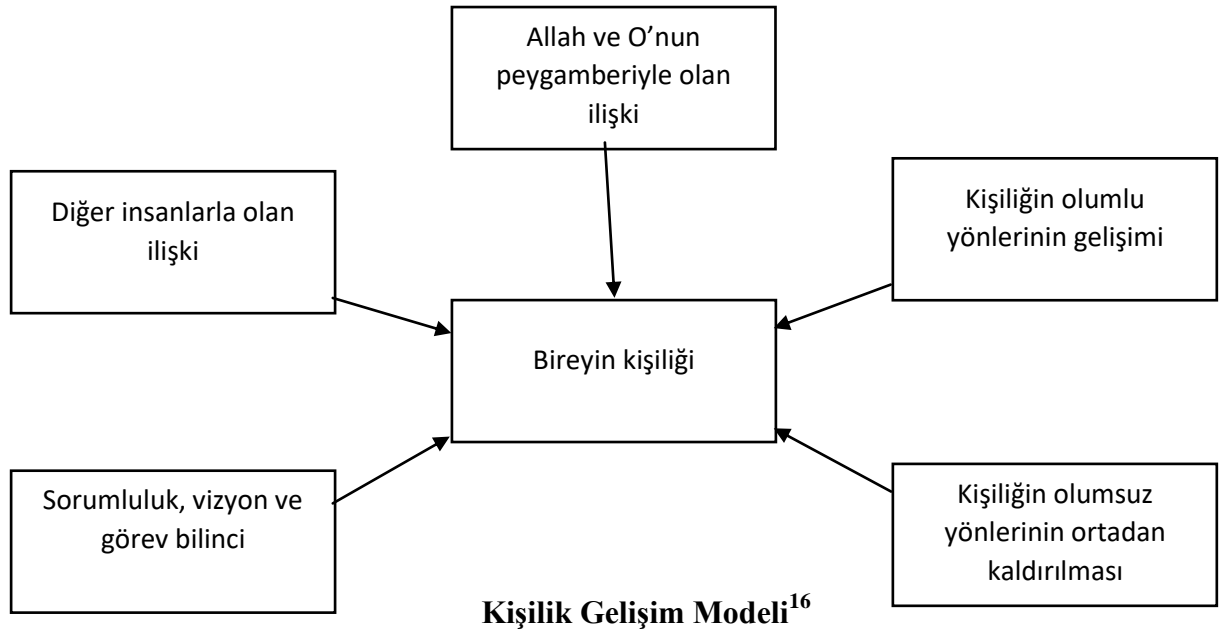 Allah ve O’nun
peygamberiyle olan
ilişki
Diğer insanlarla olan
ilişki
Kişiliğin olumlu
yönlerinin gelişimi
Bireyin kişiliği
Sorumluluk, vizyon ve
görev bilinci
Kişiliğin olumsuz
yönlerinin ortadan
kaldırılması
Kişilik Gelişim Modeli16